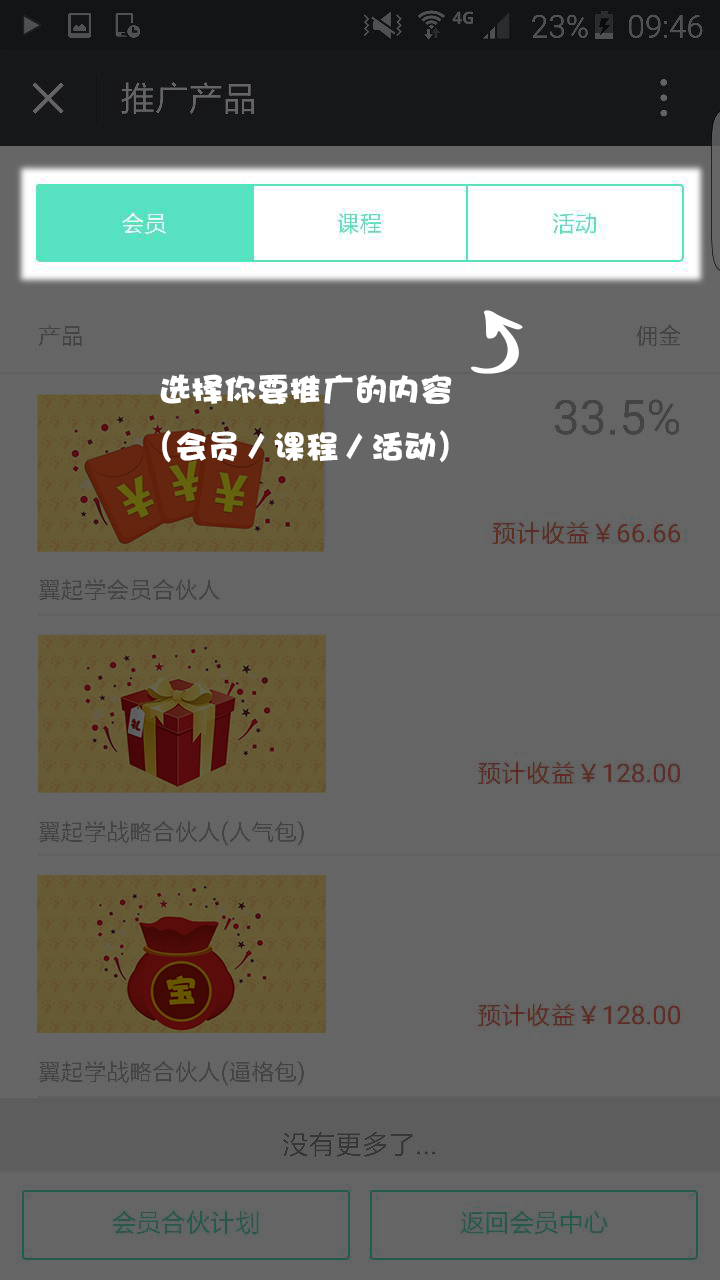 4G 23% 09:46
推广产品
会员 课程 活动
产品 佣金
选择你要推广的内容
(会员/课程/活动)
33.5%
¥ ¥ ¥
预计收益¥66.66
翼起学会员合伙人
礼
预计收益¥128.00
翼起学战略合伙人(人气包)
宝
预计收益¥128.00
翼起学战略合伙人(逼格包)
没有更多了...
会员合伙计划 返回会员中心